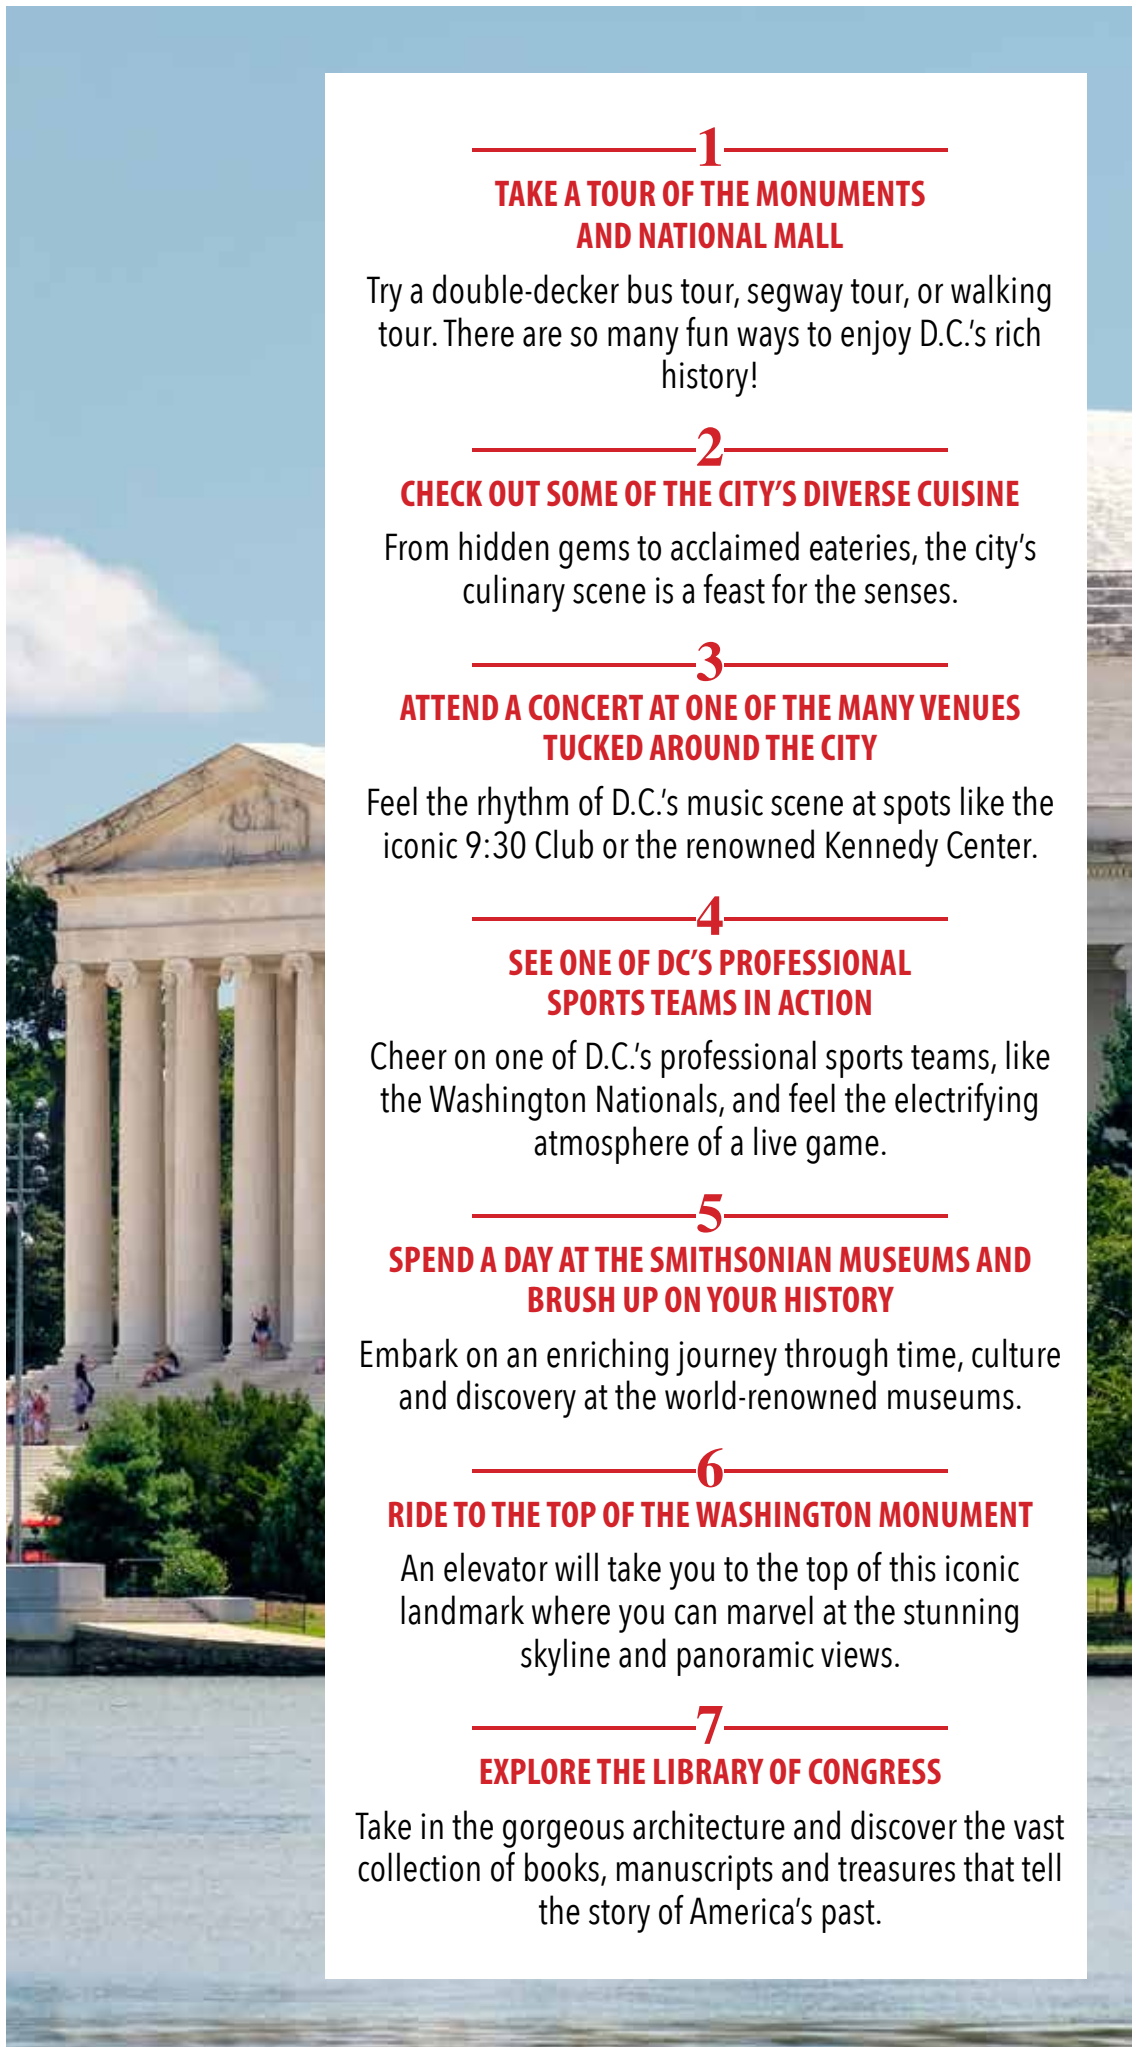 1
TAKE A TOUR OF THE MONUMENTS
AND NATIONAL MALL
Try a double-decker bus tour, segway tour, or walking
tour. There are so many fun ways to enjoy D.C.'s rich
history!
2
CHECK OUT SOME OF THE CITY’S DIVERSE CUISINE
From hidden gems to acclaimed eateries, the city’s
culinary scene is a feast for the senses.
3
ATTEND A CONCERT AT ONE OF THE MANY VENUES
TUCKED AROUND THE CITY
Feel the rhythm of D.C.'s music scene at spots like the
iconic 9:30 Club or the renowned Kennedy Center.
4
SEE ONE OF DC’S PROFESSIONAL
SPORTS TEAMS IN ACTION
Cheer on one of D.C.'s professional sports teams, like
the Washington Nationals, and feel the electrifying
atmosphere of a live game.
5
SPEND A DAY AT THE SMITHSONIAN MUSEUMS AND
BRUSH UP ON YOUR HISTORY
Embark on an enriching journey through time, culture
and discovery at the world-renowned museums.
6
RIDE TO THE TOP OF THE WASHINGTON MONUMENT
An elevator will take you to the top of this iconic
landmark where you can marvel at the stunning
skyline and panoramic views.
7
EXPLORE THE LIBRARY OF CONGRESS
Take in the gorgeous architecture and discover the vast
collection of books, manuscripts and treasures that tell
the story of America’s past.